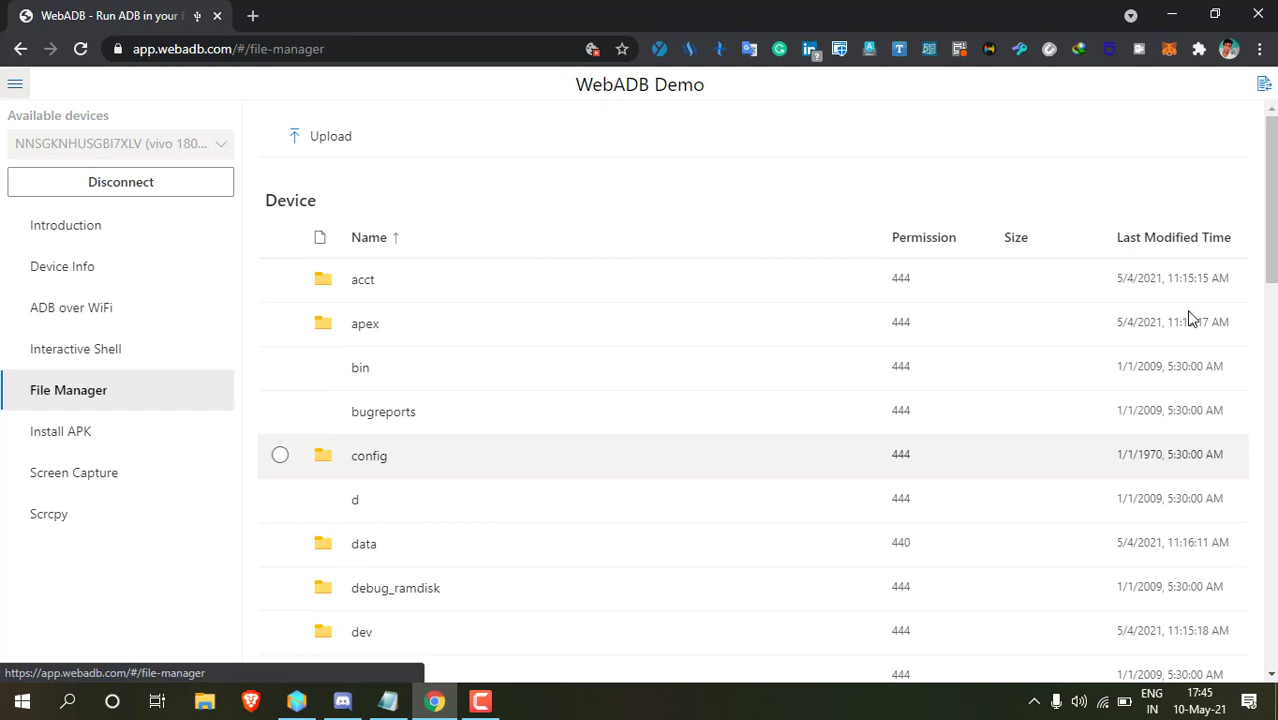 WebADB - Run ADB in your
app.webadb.com/#/file-manager
WebADB Demo
Available devices
NNSGKNHUSGBI7XLV (vivo 180...
Disconnect
Introduction
Device Info
ADB over WiFi
Interactive Shell
File Manager
Install APK
Screen Capture
Scrcpy
Upload
Device
Name ↑ Permission Size Last Modified Time
acct 444 5/4/2021, 11:15:15 AM
apex 444 5/4/2021, AM
bin 444 1/1/2009, 5:30:00 AM
bugreports 444 1/1/2009, 5:30:00 AM
config 444 1/1/1970, 5:30:00 AM
d 444 1/1/2009, 5:30:00 AM
data 440 5/4/2021, 11:16:11 AM
debug_ramdisk 444 1/1/2009, 5:30:00 AM
dev 444 5/4/2021, 11:15:18 AM
444 1/1/2009, 5:30:00 AM
https://app.webadb.com/#/file-manager
ENG 17:45
IN 10-May-21